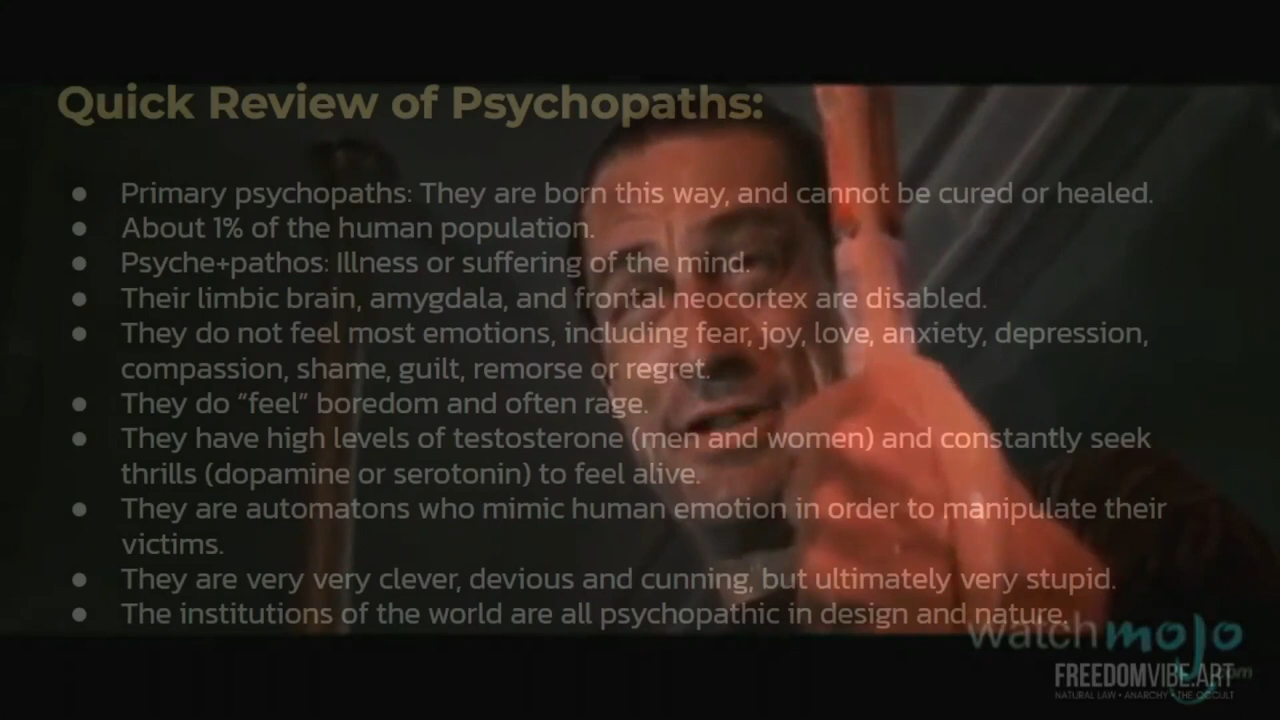 Quick Review of Psychopaths:
● Primary psychopaths: They are born this way, and cannot be cured or healed.
● About 1% of the human population.
● Psyche+pathos: Illness or suffering of the mind.
● Their limbic brain, amygdala, and frontal neocortex are disabled.
● They do not feel most emotions, including fear, joy, love, anxiety, depression,
compassion, shame, guilt, remorse or regret.
● They do “feel” boredom and often rage.
● They have high levels of testosterone (men and women) and constantly seek
thrills (dopamine or serotonin) to feel alive.
● They are automatons who mimic human emotion in order to manipulate their
victims.
● They are very very clever, devious and cunning, but ultimately very stupid.
● The institutions of the world are all psychopathic in design and nature.
watchmojo
.com
FREEDOMVIBE.ART
NATURAL LAW • ANARCHY • THE OCCULT